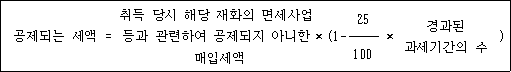 취득 당시 해당 재화의 면세사업
공제되는 세액 = 등과 관련하여 공제되지 아니한 × (1- 25/100 × 경과된 과세기간의 수 )
매입세액